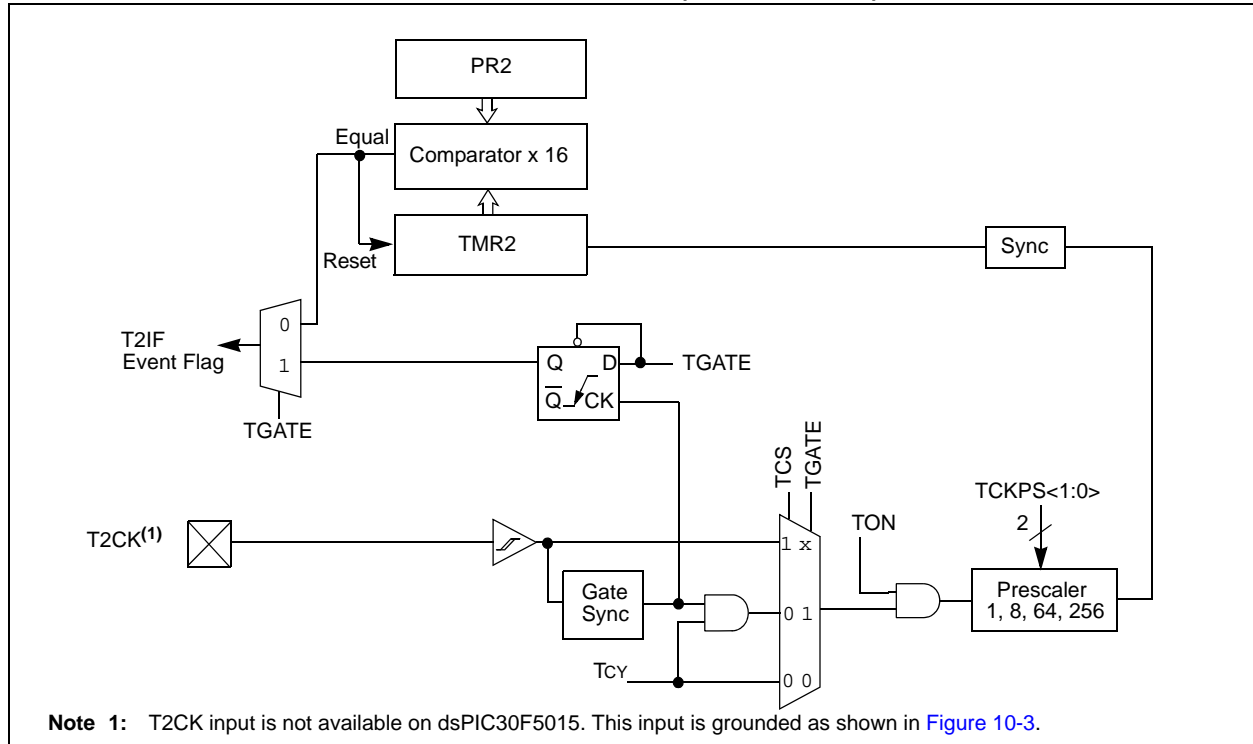 PR2
Equal
Comparator x 16
TMR2
Reset
Sync
0
T2IF
Event Flag
1
Q
D
TGATE
Q
CK
TGATE
TCS
TGATE
TCKPS<1:0>
2
TON
T2CK(1)
1 x
Gate
Sync
0 1
Prescaler
1, 8, 64, 256
TCY
0 0
Note 1: T2CK input is not available on dsPIC30F5015. This input is grounded as shown in Figure 10-3.